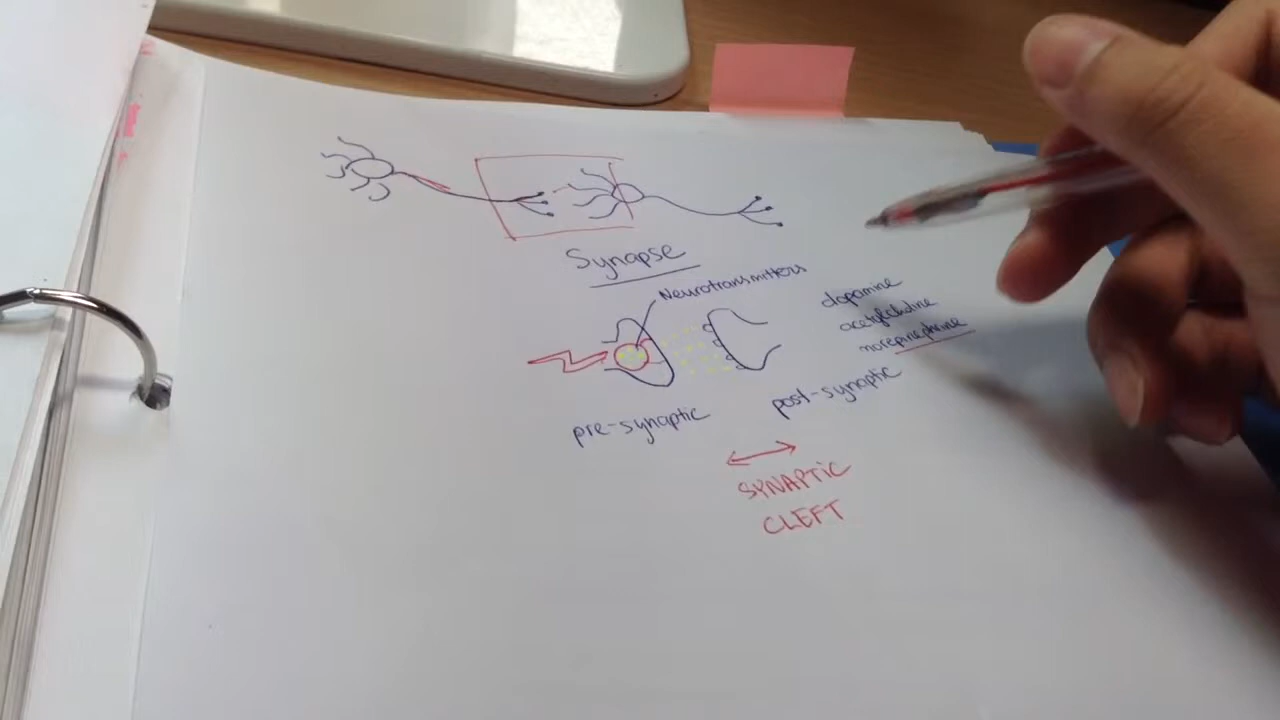 Synapse
Neurotransmitters
dopamine
acetylcholine
norepinephrine
pre-synaptic
post-synaptic
SYNAPTIC
CLEFT